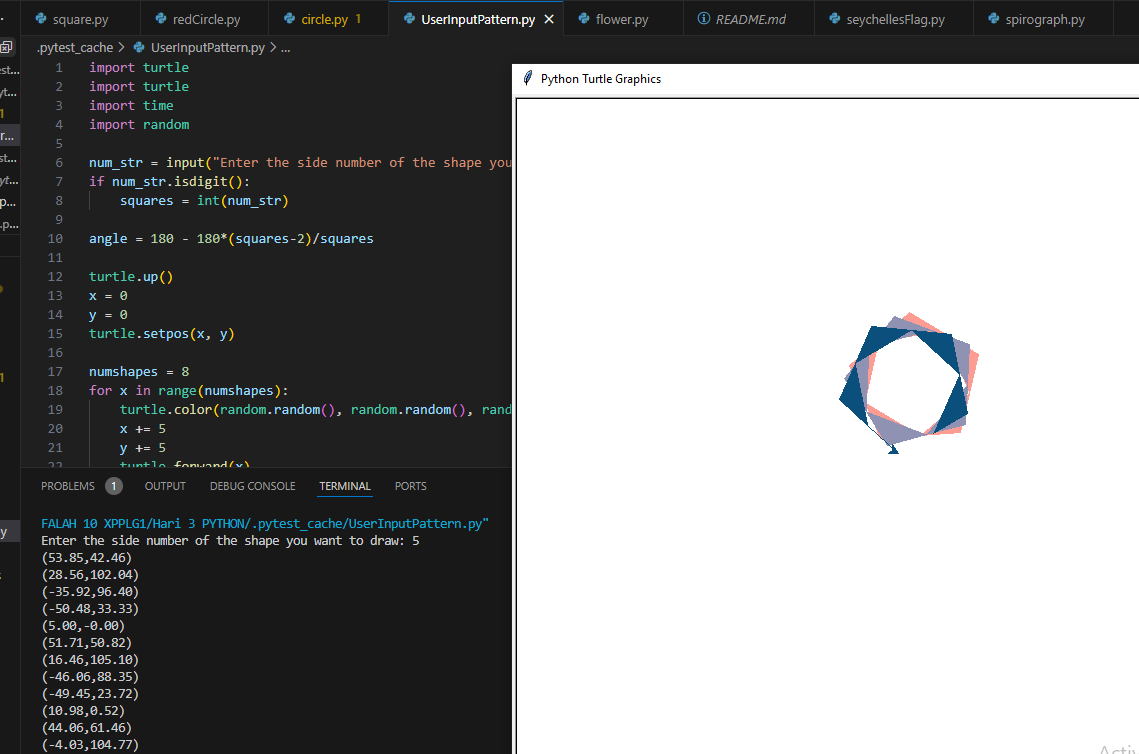 square.py redCircle.py circle.py 1 UserInputPattern.py flower.py README.md seychellesFlag.py spirograph.py
.pytest_cache > UserInputPattern.py > ...
Python Turtle Graphics
1 import turtle
2 import turtle
3 import time
4 import random
5
6 num_str = input("Enter the side number of the shape you
7 if num_str.isdigit():
8 squares = int(num_str)
9
10 angle = 180 - 180*(squares-2)/squares
11
12 turtle.up()
13 x = 0
14 y = 0
15 turtle.setpos(x, y)
16
17 numshapes = 8
18 for x in range(numshapes):
19 turtle.color(random.random(), random.random(), rand
20 x += 5
21 y += 5
22 turtle.forward(x)
PROBLEMS 1 OUTPUT DEBUG CONSOLE TERMINAL PORTS
FALAH 10 XPPLG1/Hari 3 PYTHON/.pytest_cache/UserInputPattern.py"
Enter the side number of the shape you want to draw: 5
(53.85,42.46)
(28.56,102.04)
(-35.92,96.40)
(-50.48,33.33)
(5.00,-0.00)
(51.71,50.82)
(16.46,105.10)
(-46.06,88.35)
(-49.45,23.72)
(10.98,0.52)
(44.06,61.46)
(-4.03,104.77)